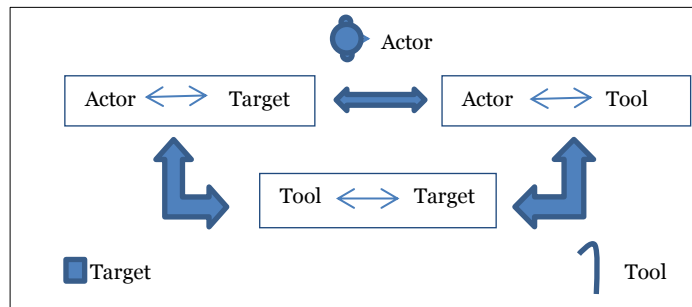 Actor
Actor Target
Actor Tool
Tool Target
Target
Tool